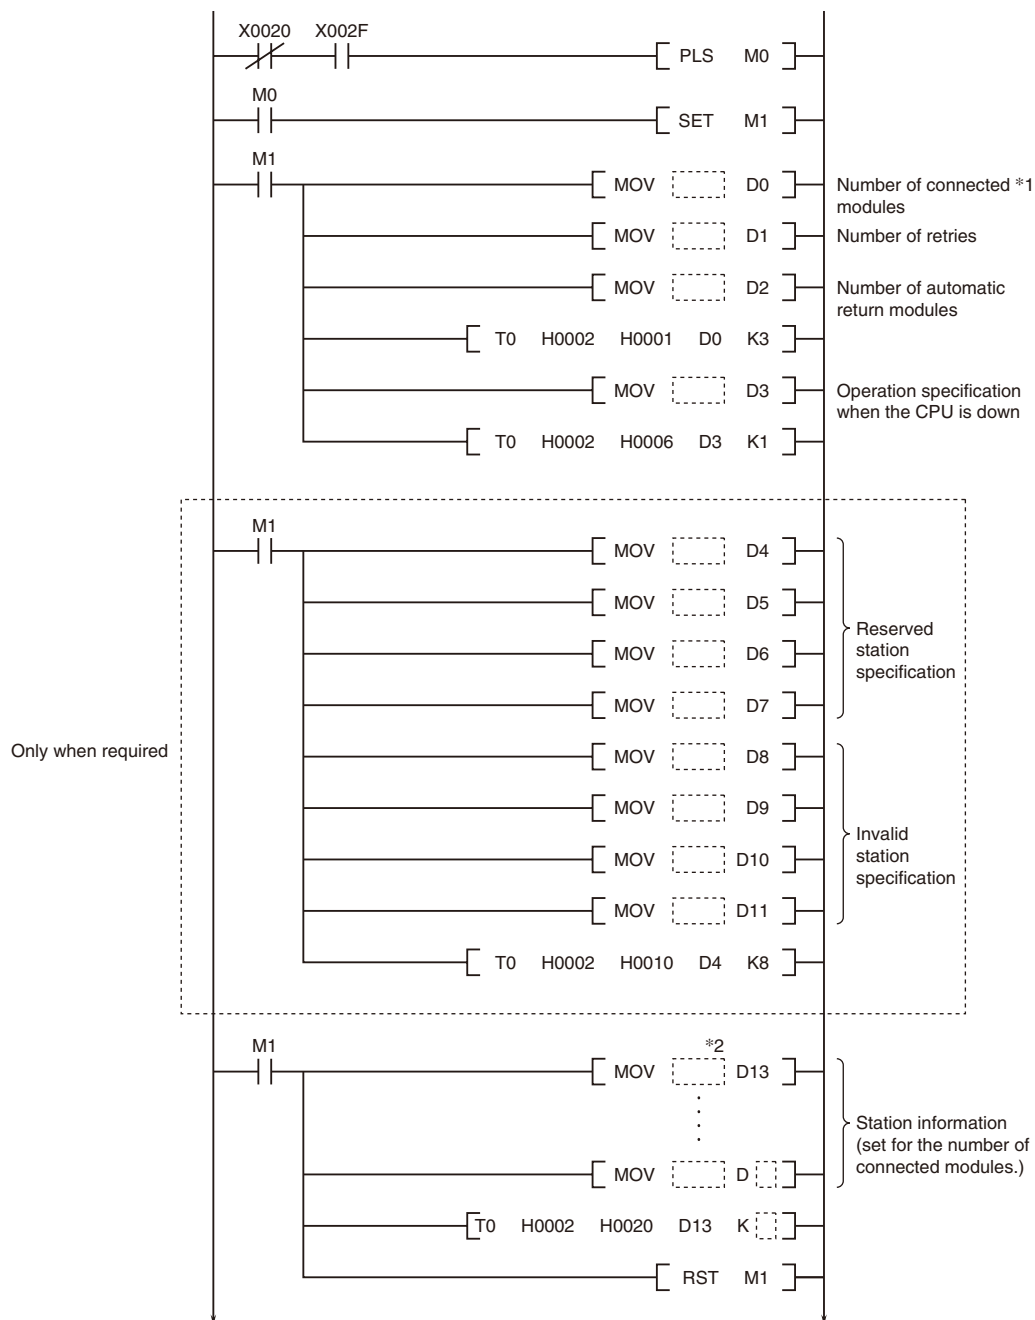 X0020 X002F
PLS M0
M0
SET M1
M1
MOV D0 Number of connected *1
modules
MOV D1 Number of retries
MOV D2 Number of automatic
return modules
T0 H0002 H0001 D0 K3
MOV D3 Operation specification
when the CPU is down
T0 H0002 H0006 D3 K1
M1
MOV D4
MOV D5
Reserved
station
specification
MOV D6
MOV D7
Only when required
MOV D8
MOV D9
Invalid
station
specification
MOV D10
MOV D11
T0 H0002 H0010 D4 K8
M1
*2
MOV D13
Station information
(set for the number of
connected modules.)
MOV D
T0 H0002 H0020 D13 K
RST M1